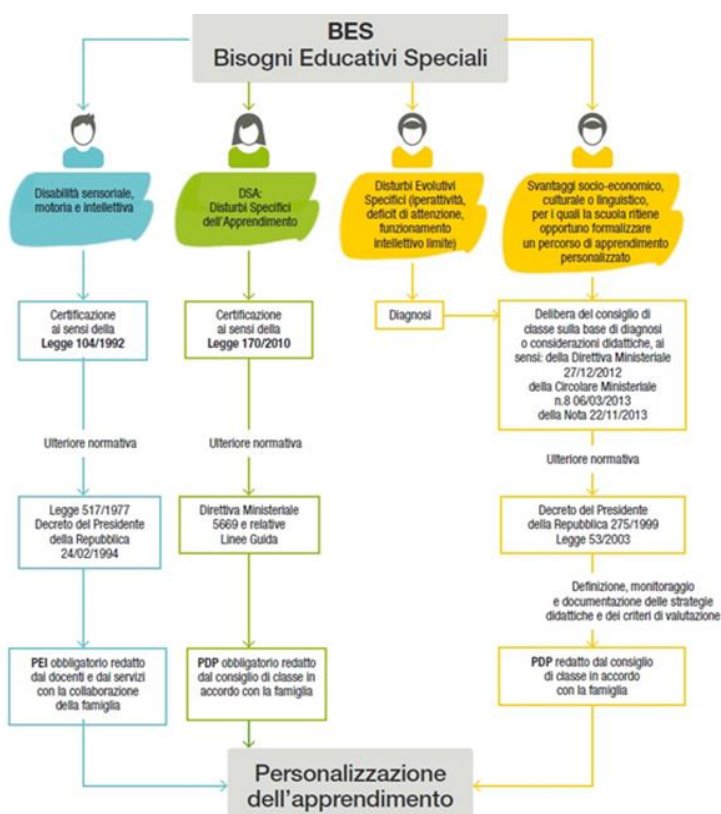 BES
Bisogni Educativi Speciali
Disabilità sensoriale,
motoria e intellettiva
DSA:
Disturbi Specifici
dell'Apprendimento
Disturbi Evolutivi
Specifici (iperattività,
deficit di attenzione,
funzionamento
intellettivo limite)
Svantaggi socio-economico,
culturale o linguistico,
per i quali la scuola ritiene
opportuno formalizzare
un percorso di apprendimento
personalizzato
Certificazione
ai sensi della
Legge 104/1992
Certificazione
ai sensi della
Legge 170/2010
Diagnosi
Delibera del consiglio di
classe sulla base di diagnosi
o considerazioni didattiche, ai
sensi: della Direttiva Ministeriale
27/12/2012
della Circolare Ministeriale
n.8 06/03/2013
della Nota 22/11/2013
Ulteriore normativa
Ulteriore normativa
Ulteriore normativa
Legge 517/1977
Decreto del Presidente
della Repubblica
24/02/1994
Direttiva Ministeriale
5669 e relative
Linee Guida
Decreto del Presidente
della Repubblica 275/1999
Legge 53/2003
Definizione, monitoraggio
e documentazione delle strategie
didattiche e dei criteri di valutazione
PEI obbligatorio redatto
dai docenti e dai servizi
con la collaborazione
della famiglia
PDP obbligatorio redatto
dal consiglio di classe in
accordo con la famiglia
PDP redatto dal consiglio
di classe in accordo
con la famiglia
Personalizzazione
dell'apprendimento